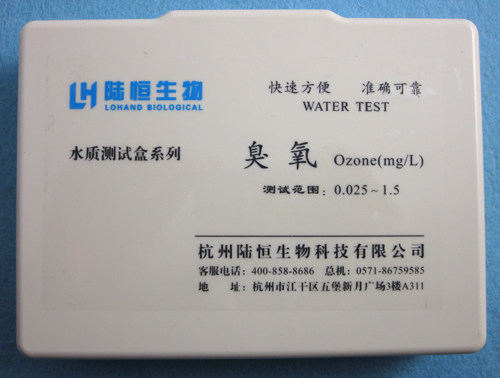 LH 陆恒生物
LOHAND BIOLOGICAL
快速方便 准确可靠
WATER TEST
水质测试盒系列
臭氧 Ozone(mg/L)
测试范围：0.025~1.5
杭州陆恒生物科技有限公司
客服电话：400-858-8686 总机：0571-86759585
地 址：杭州市江干区五堡新月广场3楼A311